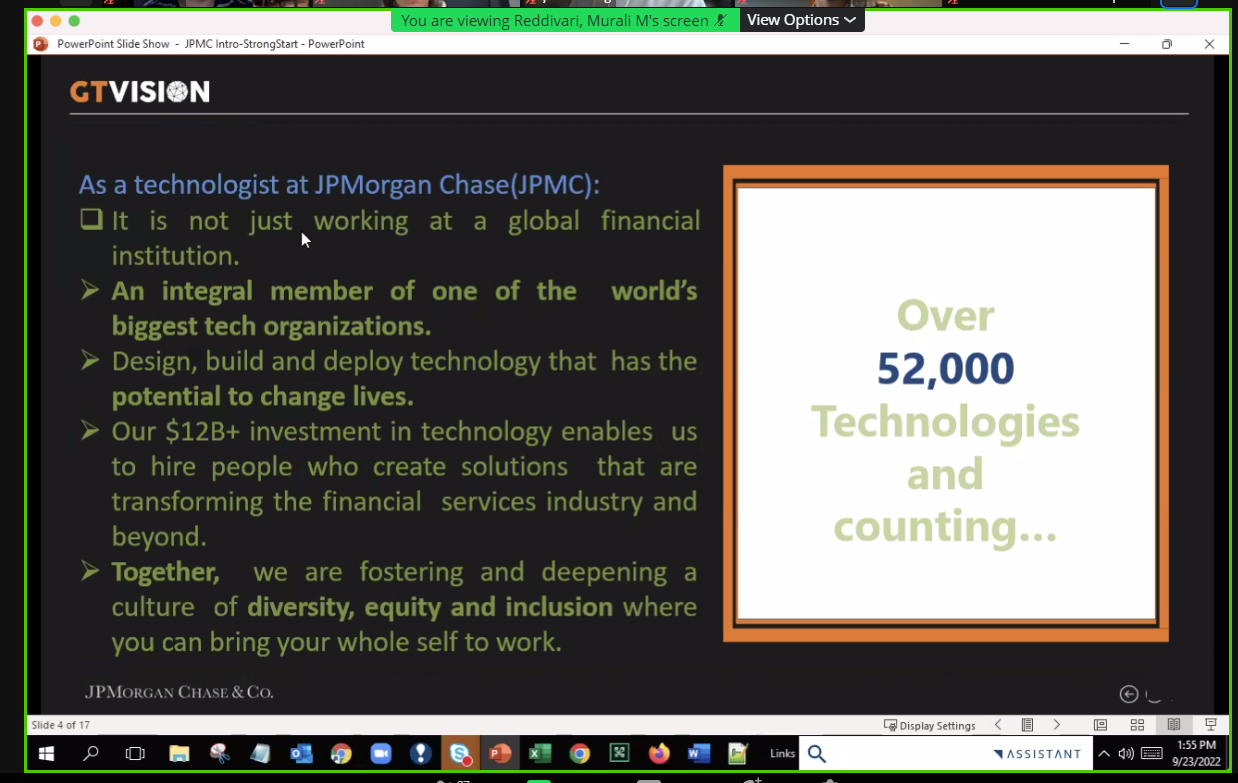 You are viewing Reddivari, Murali M's screen
View Options
PowerPoint Slide Show - JPMC Intro-StrongStart - PowerPoint
GTVISION
As a technologist at JPMorgan Chase(JPMC):
It is not just working at a global financial
institution.
An integral member of one of the world's
biggest tech organizations.
Design, build and deploy technology that has the
potential to change lives.
Our $12B+ investment in technology enables us
to hire people who create solutions that are
transforming the financial services industry and
beyond.
Together, we are fostering and deepening a
culture of diversity, equity and inclusion where
you can bring your whole self to work.
Over
52,000
Technologies
and
counting...
JPMORGAN CHASE & CO.
Slide 4 of 17
Display Settings
Links
ASSISTANT
1:55 PM
9/23/2022